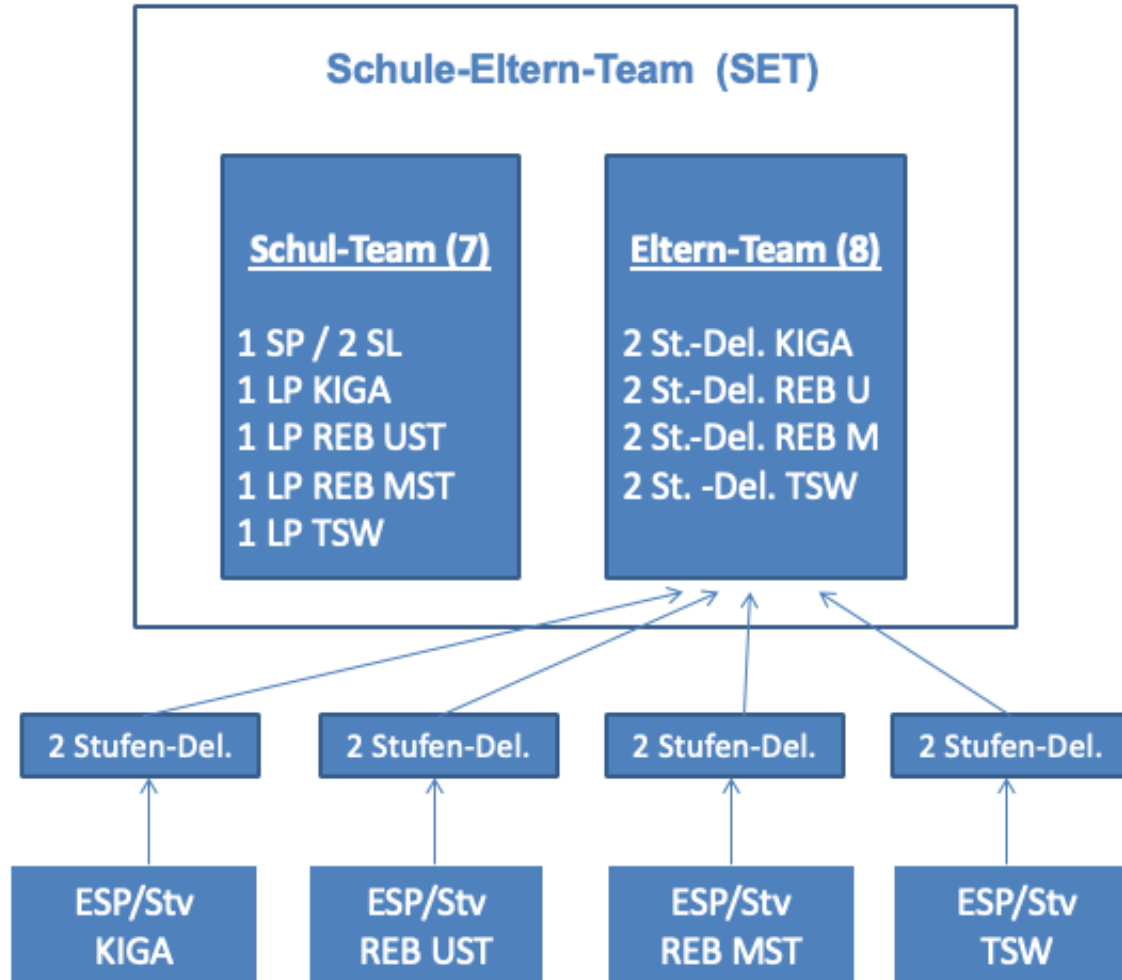 Schule-Eltern-Team (SET)
Schul-Team (7)
1 SP / 2 SL
1 LP KIGA
1 LP REB UST
1 LP REB MST
1 LP TSW
Eltern-Team (8)
2 St.-Del. KIGA
2 St.-Del. REB U
2 St.-Del. REB M
2 St. -Del. TSW
2 Stufen-Del.
2 Stufen-Del.
2 Stufen-Del.
2 Stufen-Del.
ESP/Stv
KIGA
ESP/Stv
REB UST
ESP/Stv
REB MST
ESP/Stv
TSW